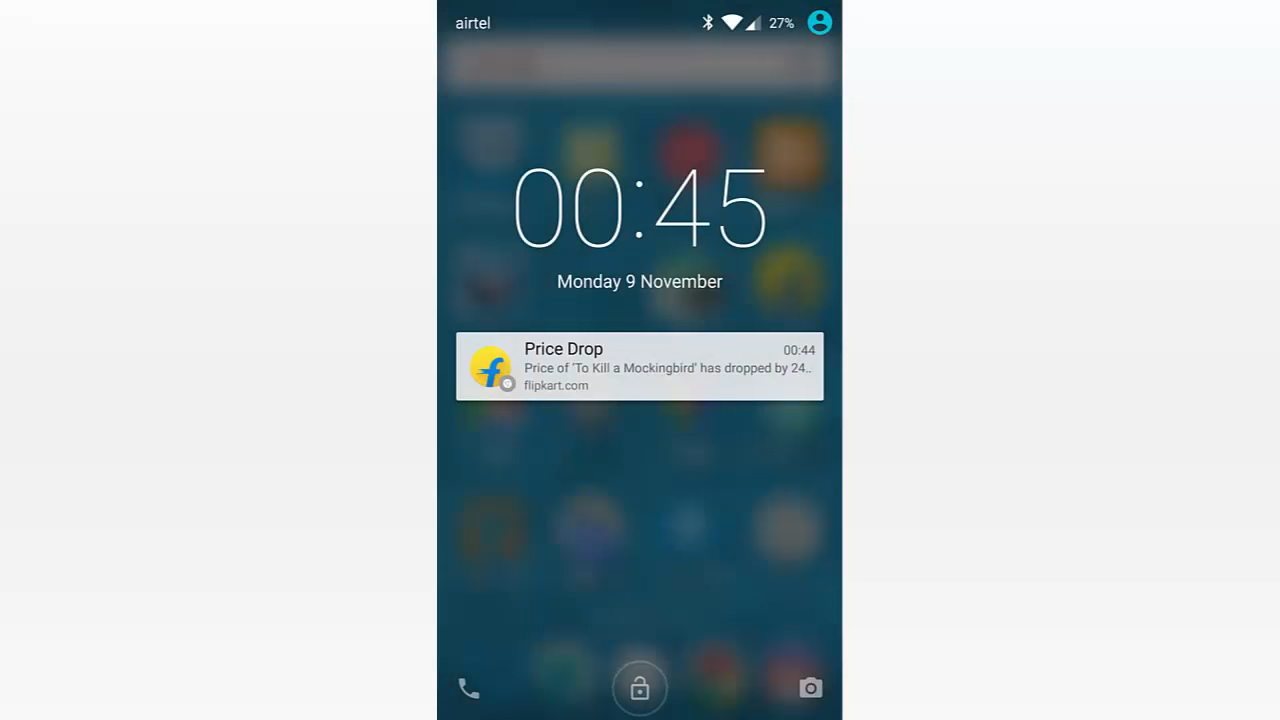 airtel
27%
00:45
Monday 9 November
Price Drop
00:44
Price of 'To Kill a Mockingbird' has dropped by 24..
flipkart.com